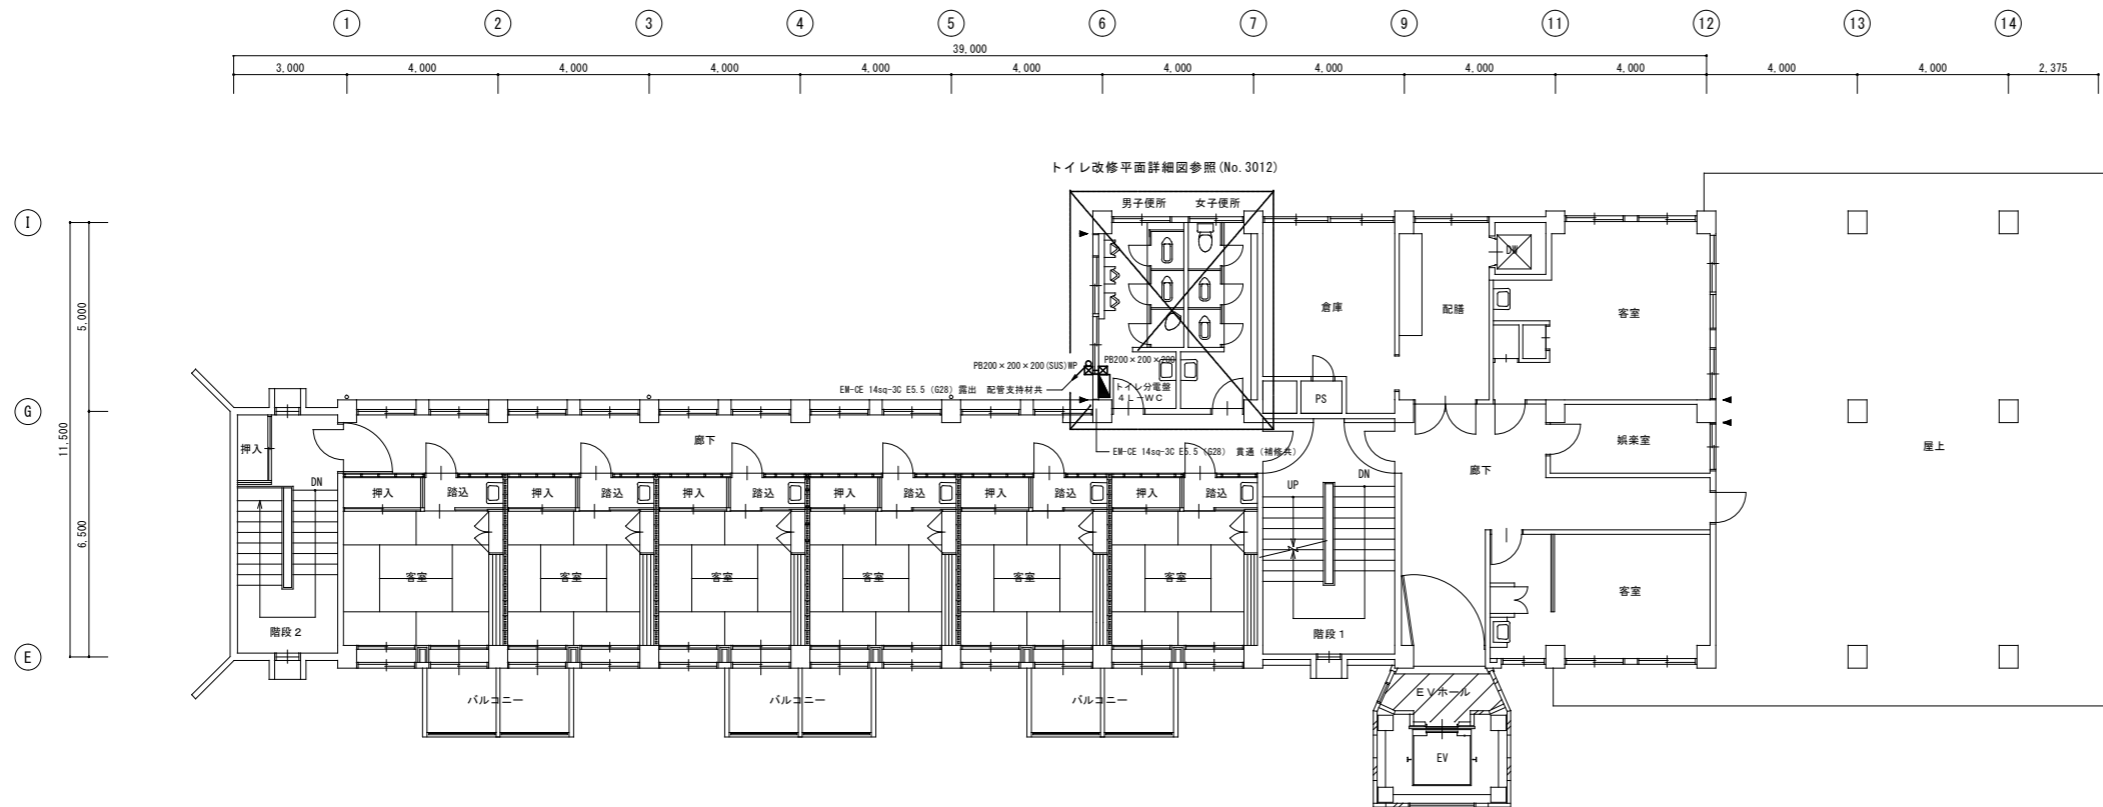 1 2 3 4 5 6 7 9 11 12 13 14
39,000
3,000 4,000 4,000 4,000 4,000 4,000 4,000 4,000 4,000 4,000 4,000 4,000 2,375
トイレ改修平面詳細図参照(No.3012)
男子便所 女子便所
I
DW
5,000
倉庫 配膳 客室
PB200×200×200(SUS)WP PB200×200×200
EM-CE 14sq-3C E5.5 (G28) 露出 配管支持材共
トイレ分電盤
4L-WC
PS
G
11,500
押入 廊下 娯楽室 屋上
EM-CE 14sq-3C E5.5 (G28) 貫通(補修共)
廊下
DN UP DN
押入 踏込 押入 踏込 押入 踏込 押入 踏込 押入 踏込 押入 踏込
6,500
客室 客室 客室 客室 客室 客室 客室
階段2 階段1
E
バルコニー バルコニー バルコニー EVホール
EV